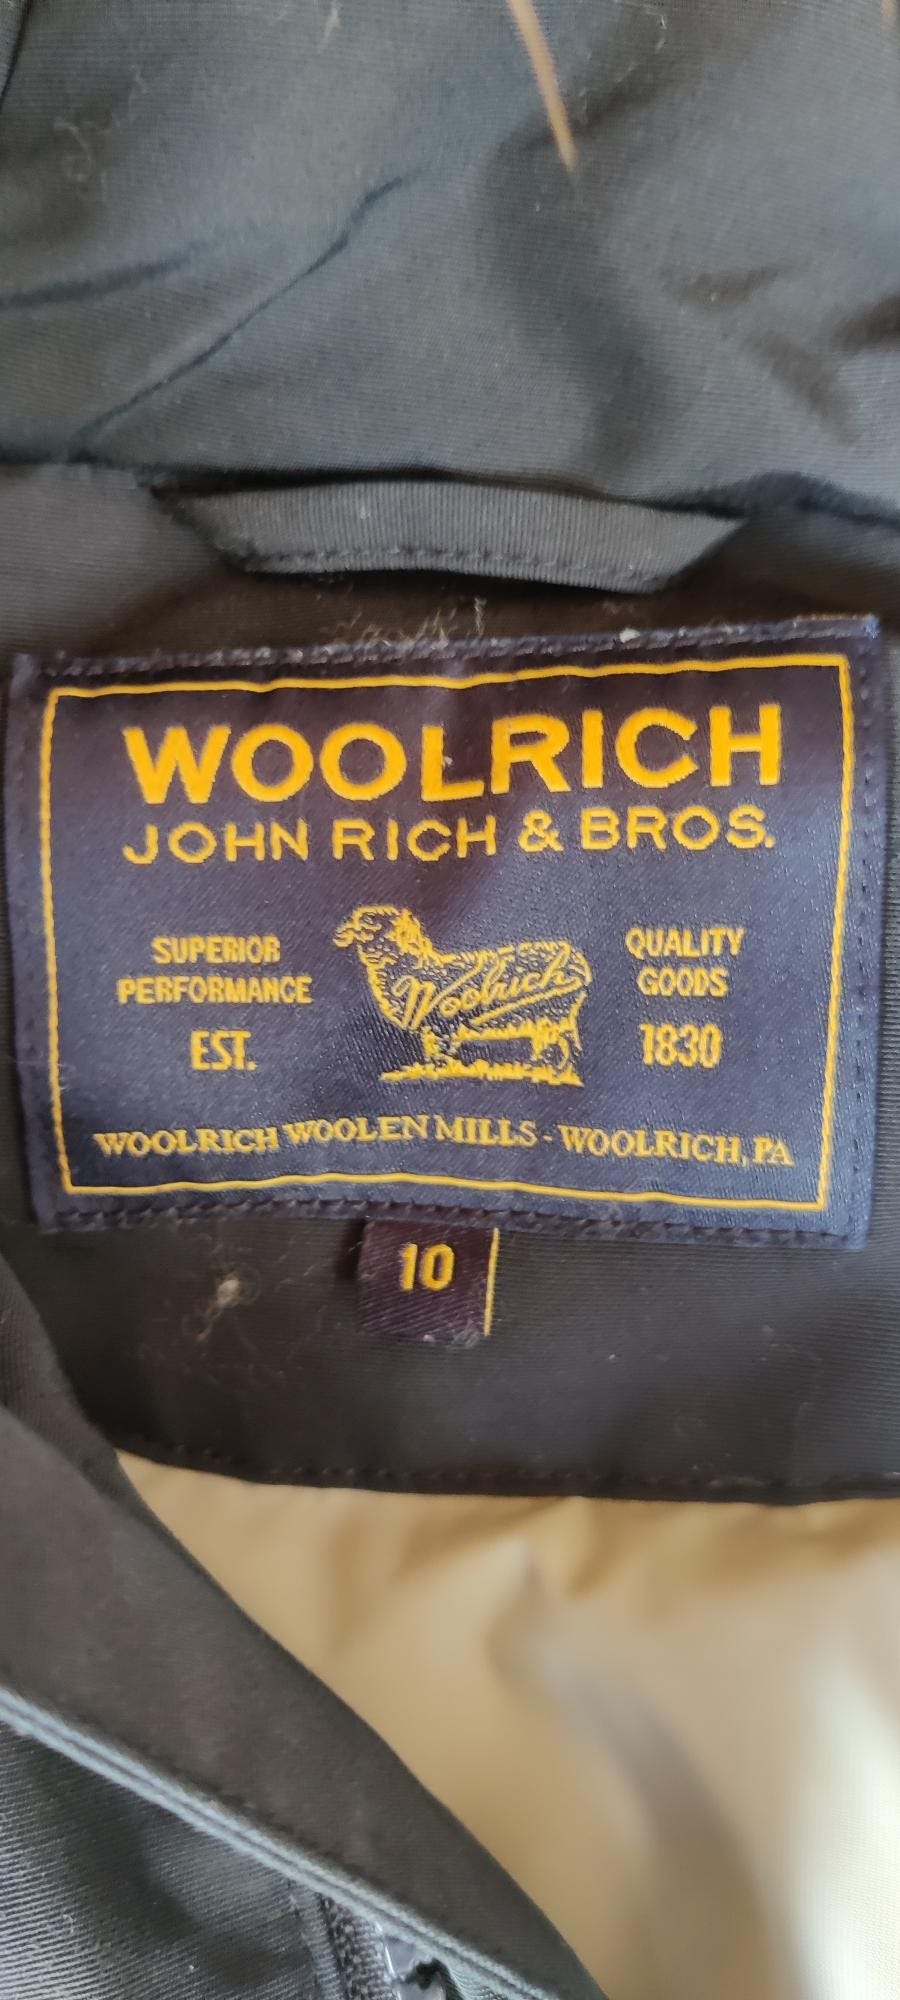 WOOLRICH
JOHN RICH & BROS.
SUPERIOR
PERFORMANCE
EST.
Woolrich
QUALITY
GOODS
1830
WOOLRICH WOOLEN MILLS - WOOLRICH, PA
10